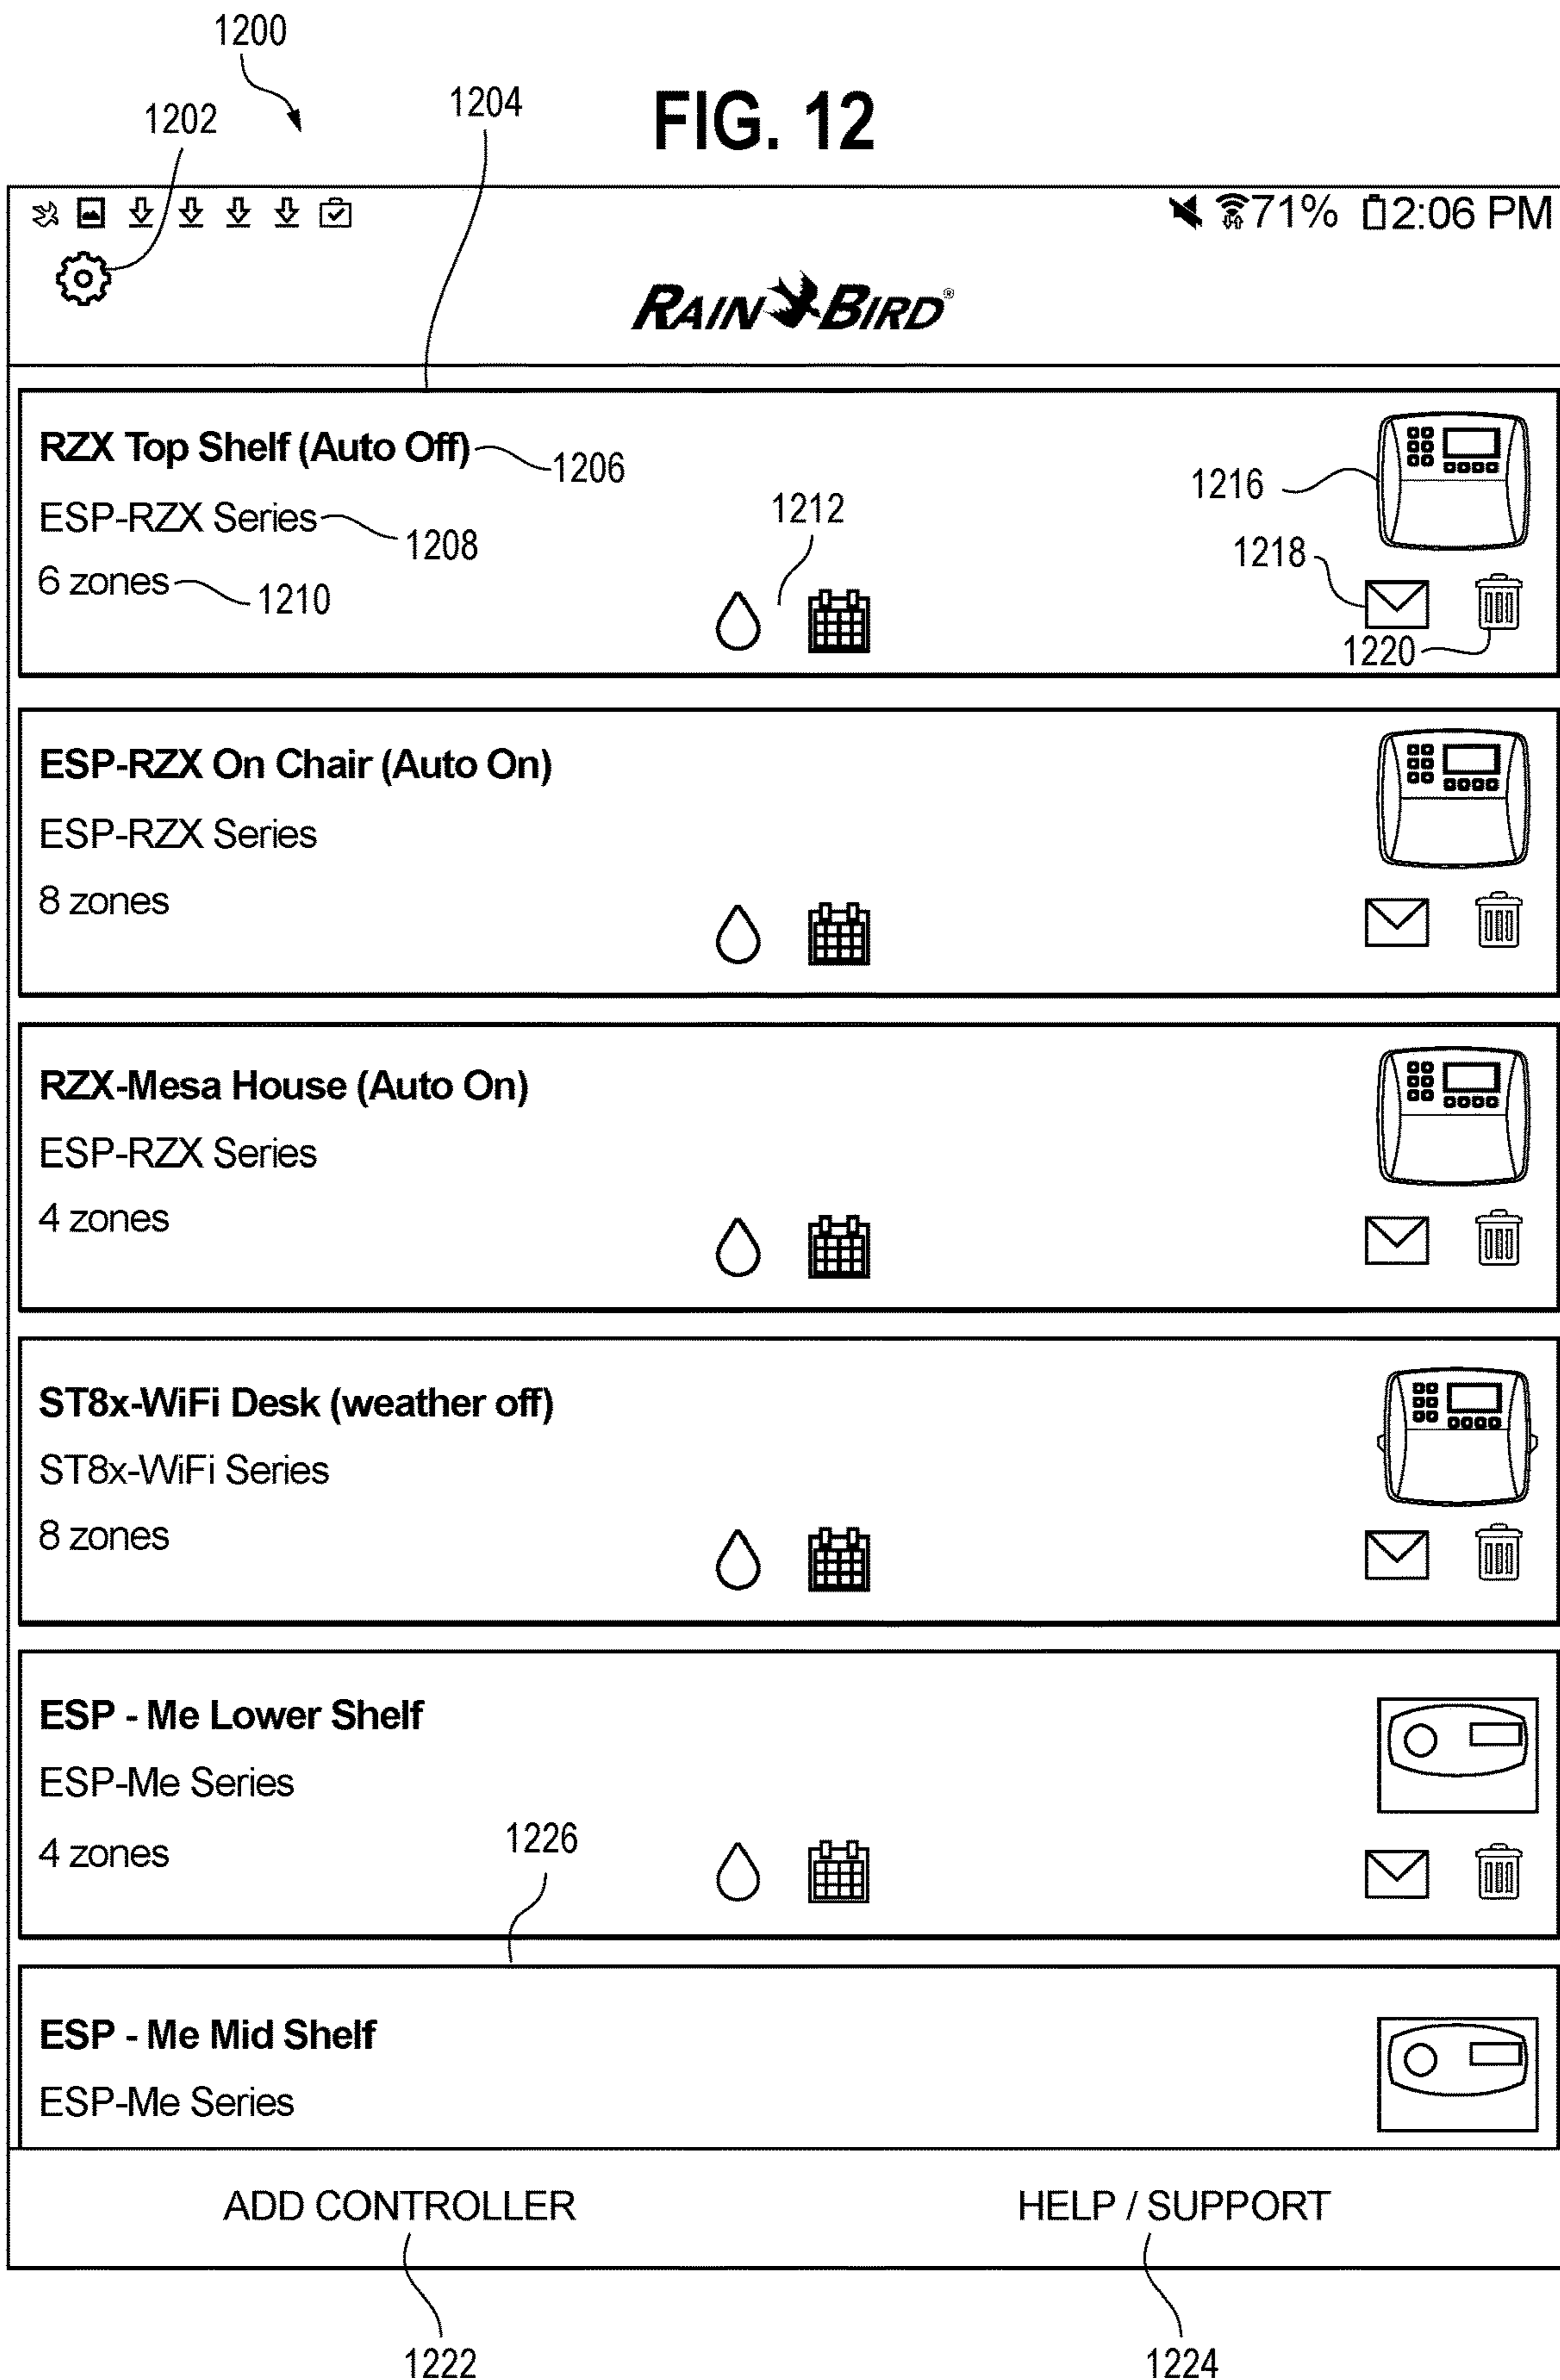 1200
1202
1204
FIG. 12
71% 2:06 PM
RAIN BIRD®
RZX Top Shelf (Auto Off)
1206
ESP-RZX Series
1208
6 zones
1210
1212
1216
1218
1220
ESP-RZX On Chair (Auto On)
ESP-RZX Series
8 zones
RZX-Mesa House (Auto On)
ESP-RZX Series
4 zones
ST8x-WiFi Desk (weather off)
ST8x-WiFi Series
8 zones
ESP - Me Lower Shelf
ESP-Me Series
4 zones
1226
ESP - Me Mid Shelf
ESP-Me Series
ADD CONTROLLER
HELP / SUPPORT
1222
1224